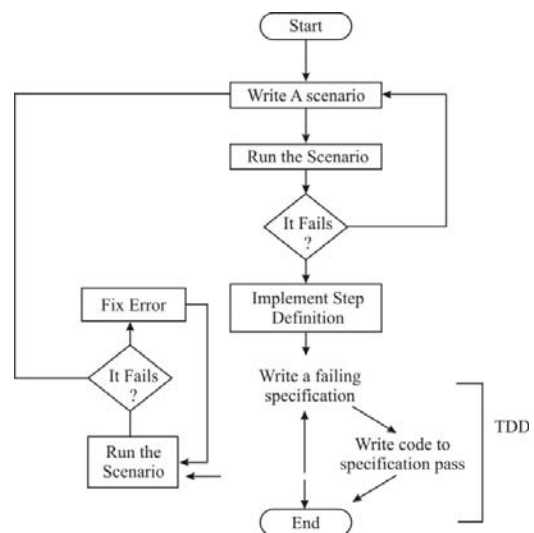 Start
Write A scenario
Run the Scenario
It Fails
?
Implement Step
Definition
Fix Error
It Fails
?
Run the
Scenario
Write a failing
specification
Write code to
specification pass
TDD
End